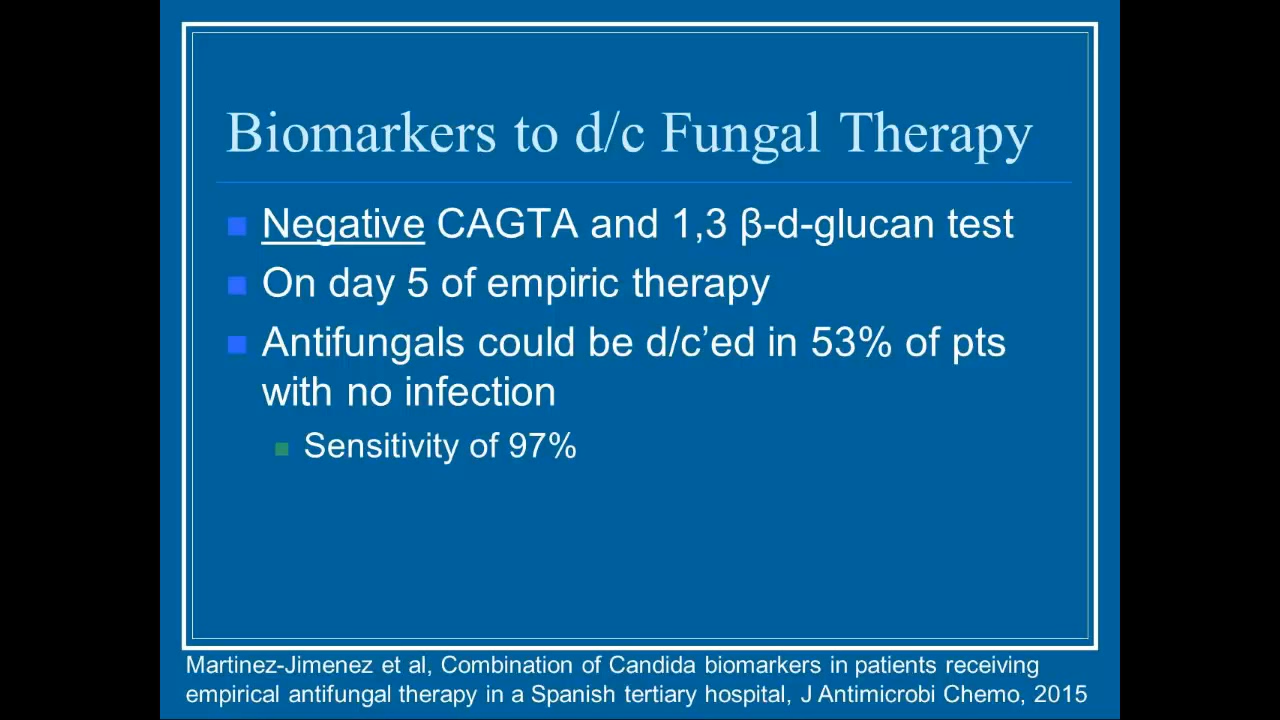 Biomarkers to d/c Fungal Therapy
Negative CAGTA and 1,3 β-d-glucan test
On day 5 of empiric therapy
Antifungals could be d/c’ed in 53% of pts
with no infection
Sensitivity of 97%
Martinez-Jimenez et al, Combination of Candida biomarkers in patients receiving
empirical antifungal therapy in a Spanish tertiary hospital, J Antimicrobi Chemo, 2015